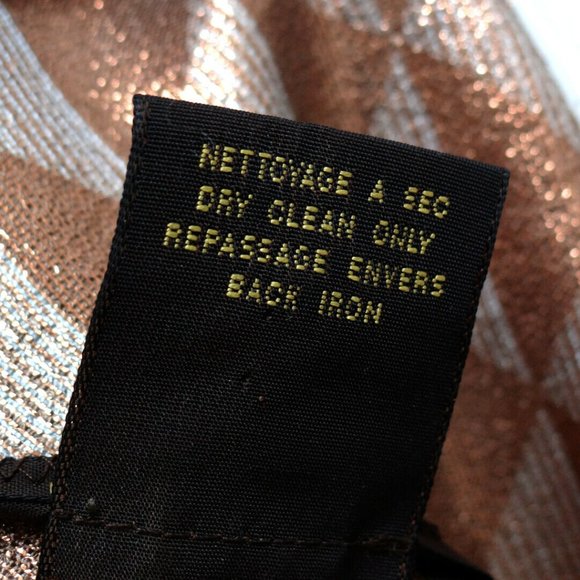 NETTOYAGE A SEC
DRY CLEAN ONLY
REPASSAGE ENVERS
BACK IRON